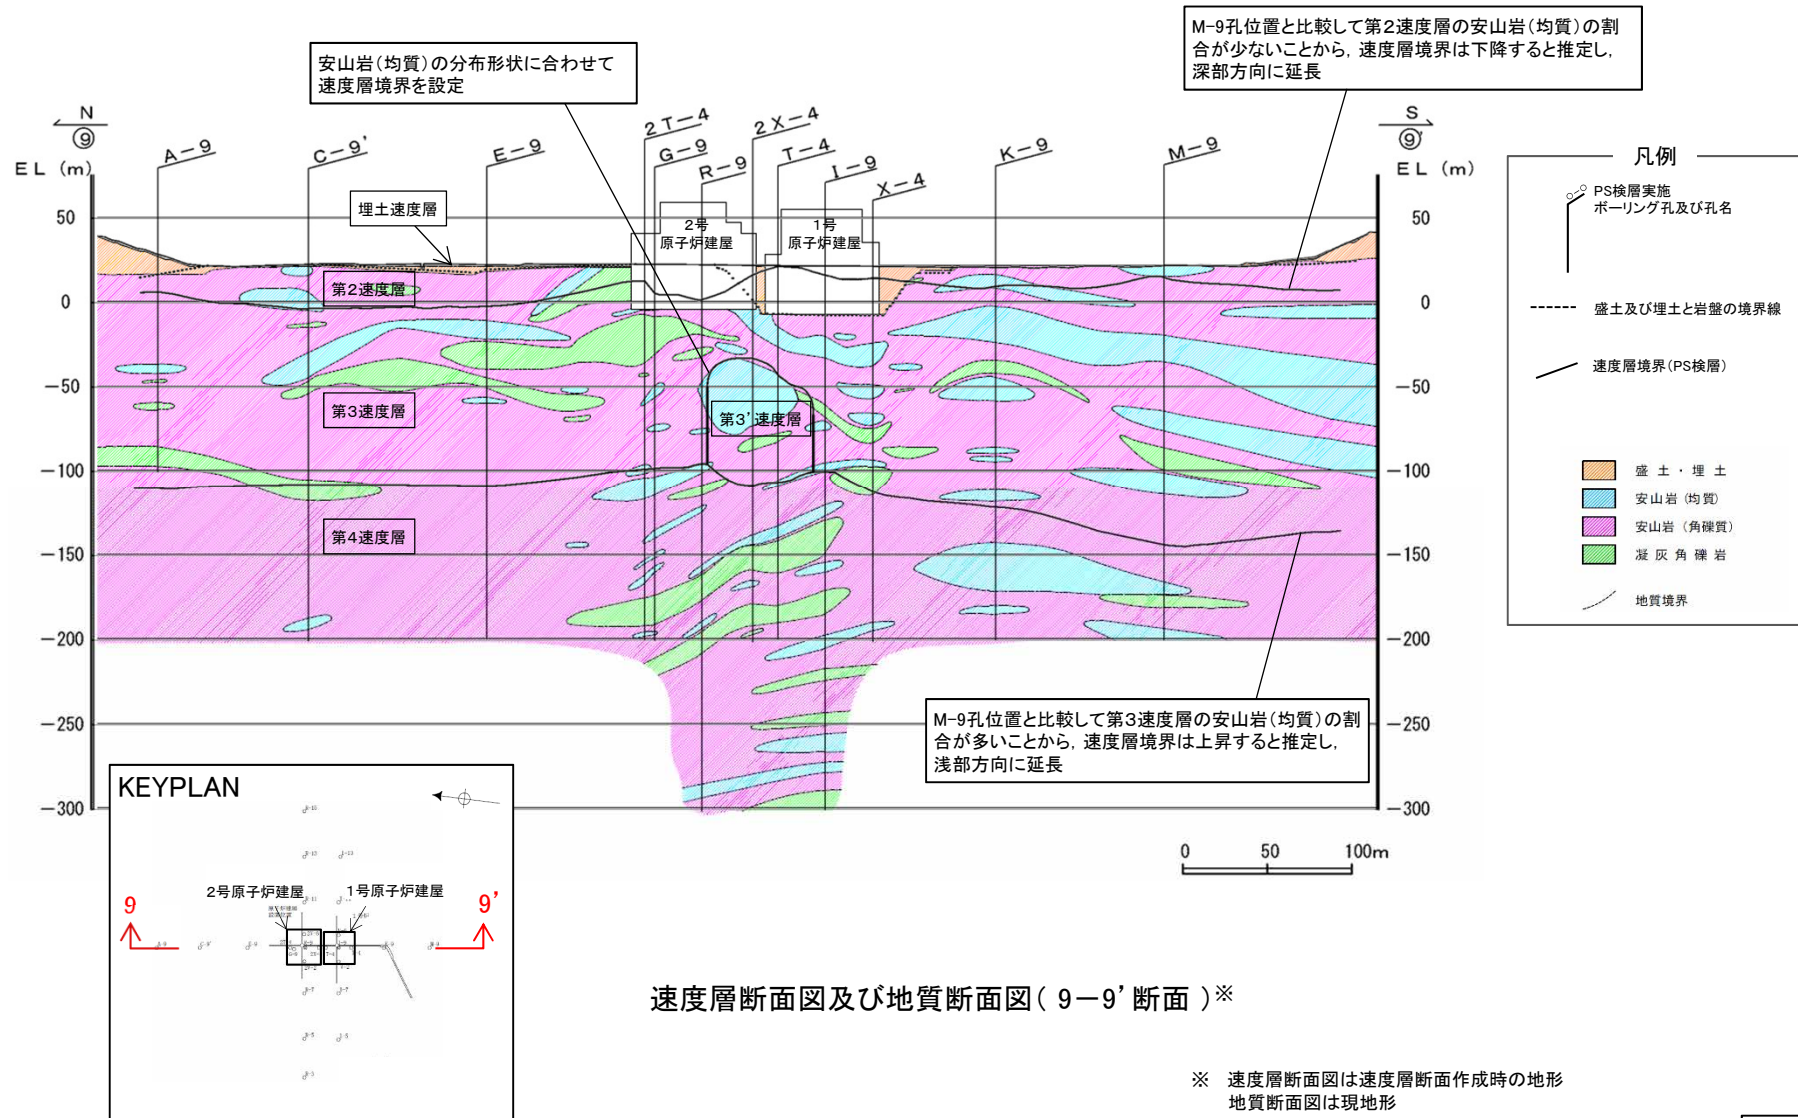 M-9孔位置と比較して第2速度層の安山岩(均質)の割
合が少ないことから, 速度層境界は下降すると推定し,
深部方向に延長
安山岩(均質)の分布形状に合わせて
速度層境界を設定
N
⑨
S
⑨'
EL (m)
EL (m)
A-9
C-9'
E-9
2T-4
G-9
R-9
2X-4
T-4
I-9
X-4
K-9
M-9
埋土速度層
2号
原子炉建屋
1号
原子炉建屋
第2速度層
第3速度層
第3'速度層
第4速度層
50
0
-50
-100
-150
-200
-250
-300
50
0
-50
-100
-150
-200
-250
-300
凡例
PS検層実施
ボーリング孔及び孔名
盛土及び埋土と岩盤の境界線
速度層境界(PS検層)
盛土・埋土
安山岩(均質)
安山岩(角礫質)
凝灰角礫岩
地質境界
M-9孔位置と比較して第3速度層の安山岩(均質)の割
合が多いことから, 速度層境界は上昇すると推定し,
浅部方向に延長
0 50 100m
KEYPLAN
2号原子炉建屋
1号原子炉建屋
9
9'
速度層断面図及び地質断面図( 9-9'断面 )※
※ 速度層断面図は速度層断面作成時の地形
地質断面図は現地形